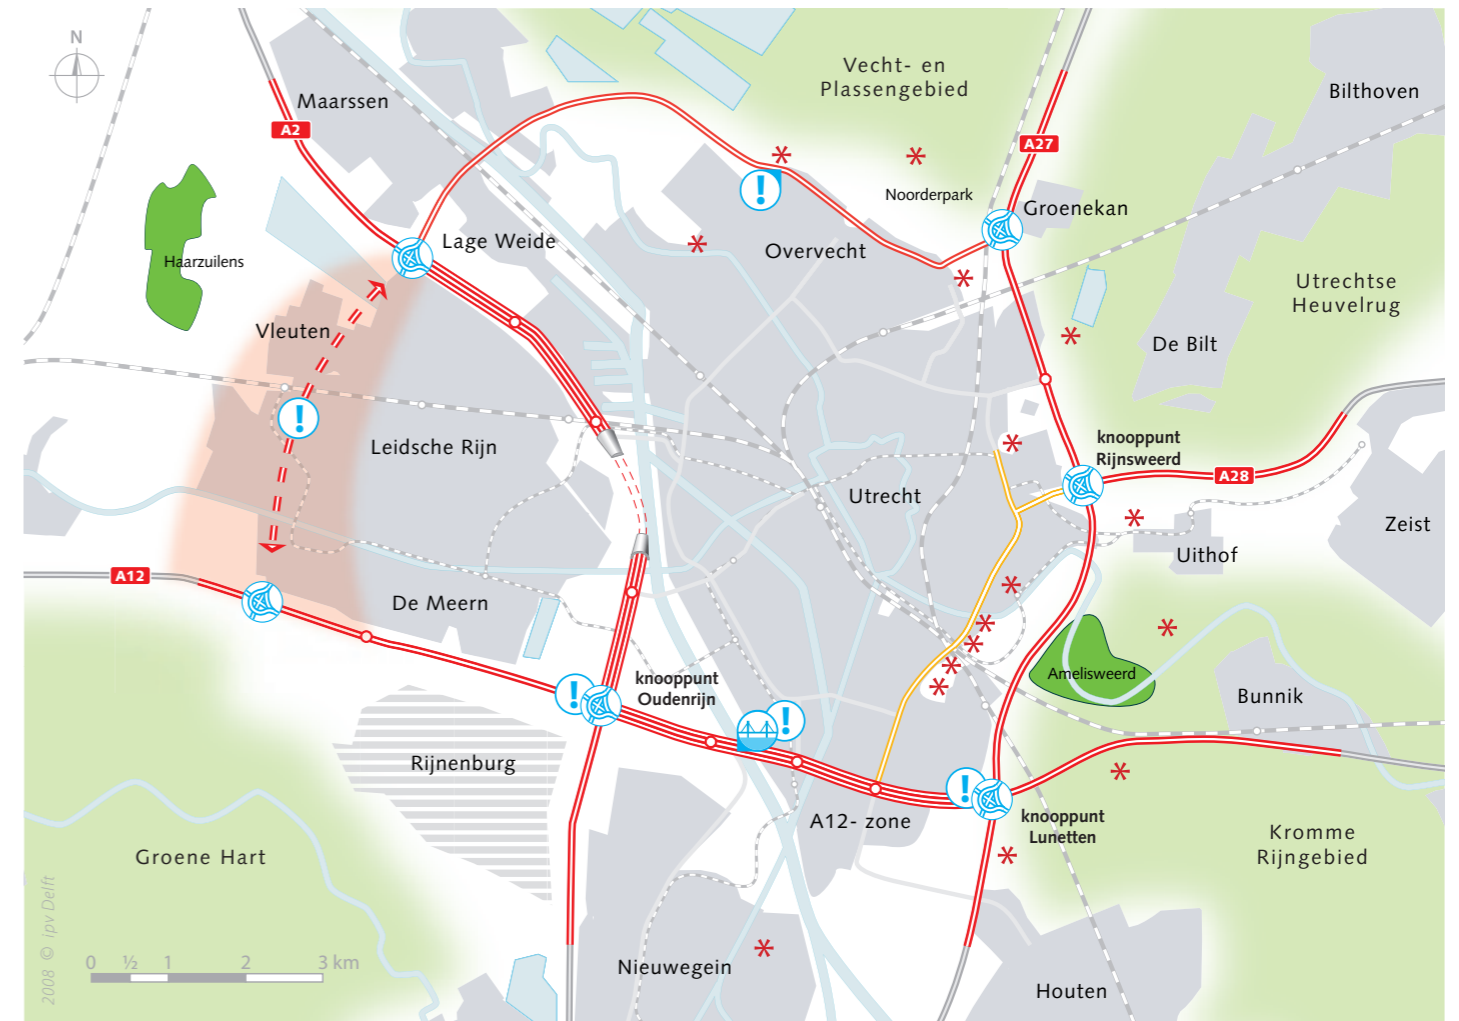 N
Maarssen
A2
Vecht- en
Plassengebied
Bilthoven
A27
Noorderpark
Groenekan
Haarzuilens
Lage Weide
Overvecht
Utrechtse
Heuvelrug
Vleuten
De Bilt
Leidsche Rijn
knooppunt
Rijnsweerd
A28
Utrecht
Zeist
Uithof
A12
De Meern
!
!
Amelisweerd
knooppunt
Oudenrijn
Bunnik
!
!
!
Rijnenburg
A12- zone
knooppunt
Lunetten
Kromme
Rijngebied
Groene Hart
2008 © ipv Delft
0 ½ 1 2 3 km
Nieuwegein
Houten